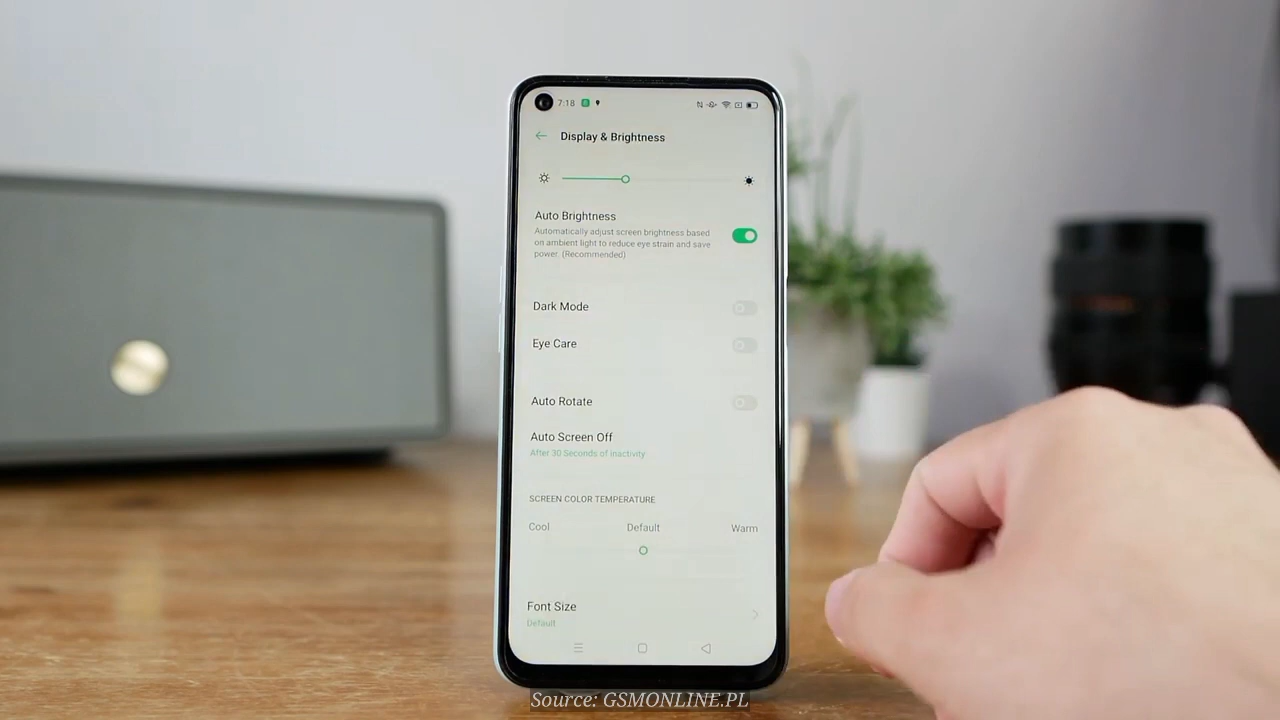 7:18
Display & Brightness
Auto Brightness
Automatically adjust screen brightness based
on ambient light to reduce eye strain and save
power. (Recommended)
Dark Mode
Eye Care
Auto Rotate
Auto Screen Off
After 30 Seconds of Inactivity
SCREEN COLOR TEMPERATURE
Cool Default Warm
Font Size
Default
Source: GSMONLINE.PL